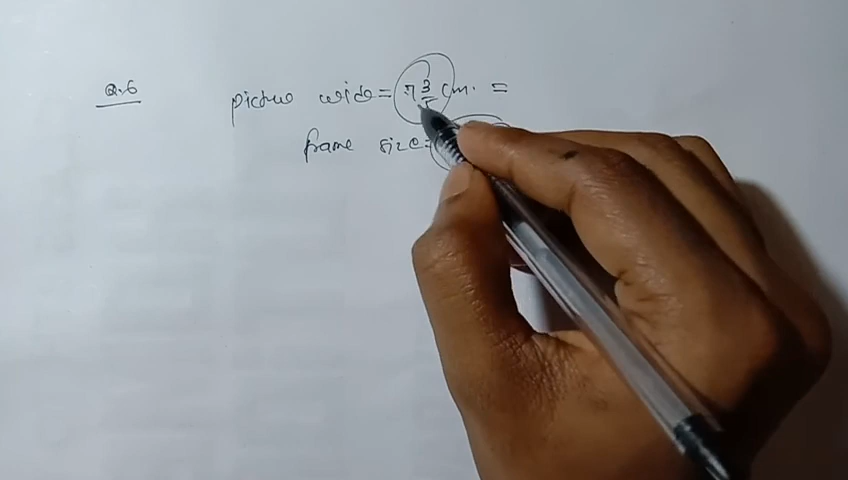 Q.6
picture wide = 7 3/5 cm. =
frame size =